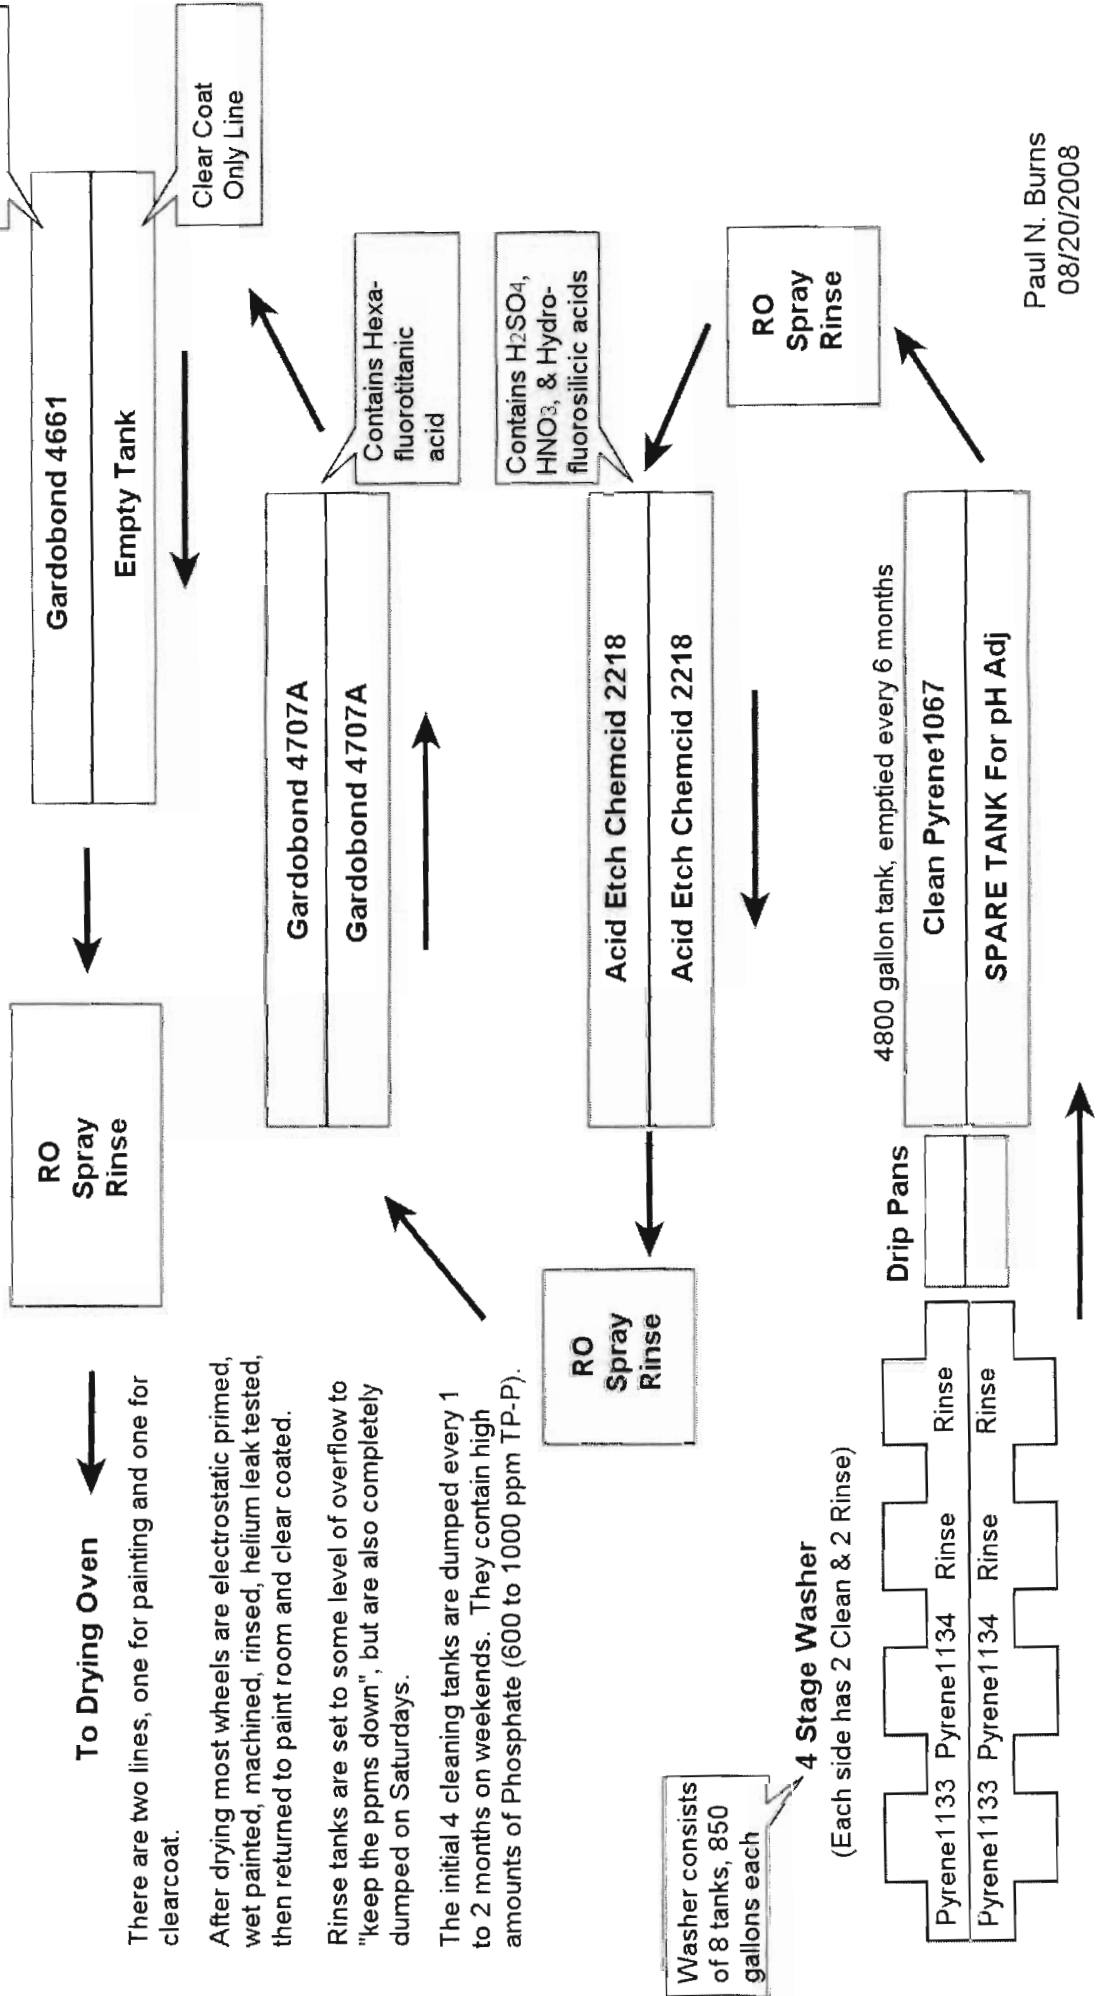 Gardobond 4661
Empty Tank
Clear Coat
Only Line
RO
Spray
Rinse
To Drying Oven
There are two lines, one for painting and one for
clearcoat.
After drying most wheels are electrostatic primed,
wet painted, machined, rinsed, helium leak tested,
then returned to paint room and clear coated.
Rinse tanks are set to some level of overflow to
"keep the ppms down", but are also completely
dumped on Saturdays.
The initial 4 cleaning tanks are dumped every 1
to 2 months on weekends. They contain high
amounts of Phosphate (600 to 1000 ppm TP-P).
Gardobond 4707A
Gardobond 4707A
Contains Hexa-
fluorotitanic
acid
Contains H2SO4,
HNO3, & Hydro-
fluorosilicic acids
RO
Spray
Rinse
Acid Etch Chemcid 2218
Acid Etch Chemcid 2218
RO
Spray
Rinse
Washer consists
of 8 tanks, 850
gallons each
4 Stage Washer
(Each side has 2 Clean & 2 Rinse)
Pyrene1133 Pyrene1134 Rinse Rinse
Pyrene1133 Pyrene1134 Rinse Rinse
Drip Pans
4800 gallon tank, emptied every 6 months
Clean Pyrene1067
SPARE TANK For pH Adj
Paul N. Burns
08/20/2008